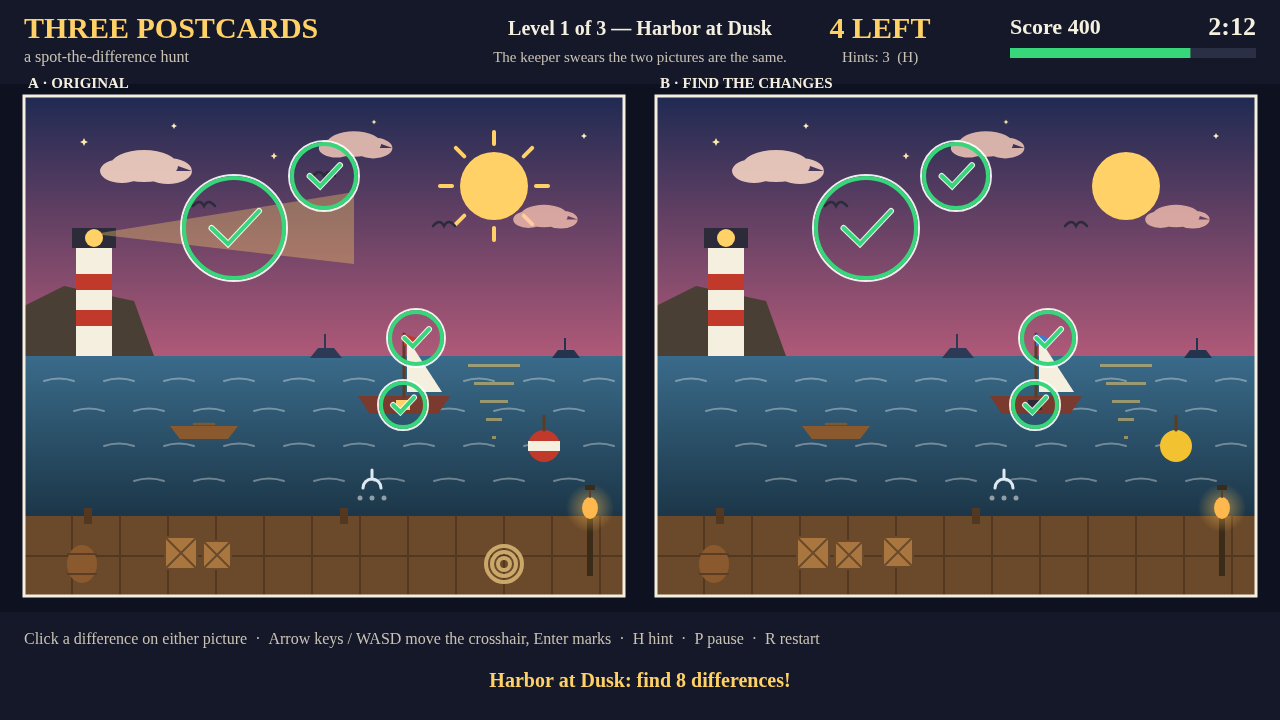 THREE POSTCARDS
a spot-the-difference hunt
Level 1 of 3 — Harbor at Dusk
The keeper swears the two pictures are the same.
4 LEFT
Hints: 3 (H)
Score 400
2:12
A · ORIGINAL
B · FIND THE CHANGES
Click a difference on either picture · Arrow keys / WASD move the crosshair, Enter marks · H hint · P pause · R restart
Harbor at Dusk: find 8 differences!